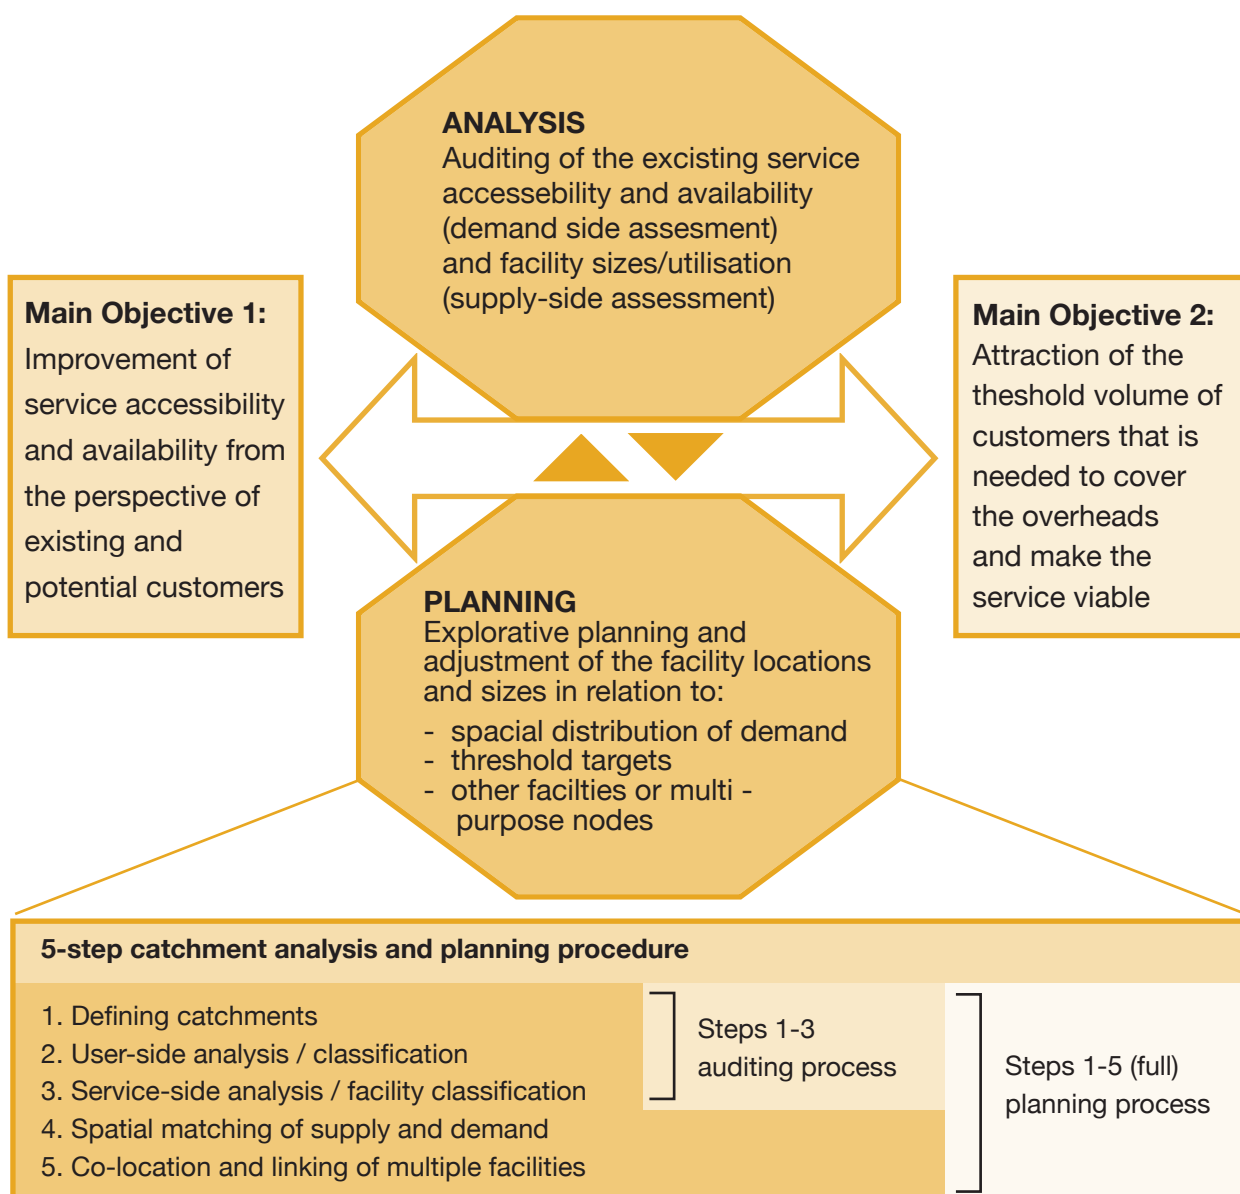 ANALYSIS
Auditing of the excisting service
accessebility and availability
(demand side assesment)
and facility sizes/utilisation
(supply-side assessment)
Main Objective 1:
Improvement of
service accessibility
and availability from
the perspective of
existing and
potential customers
Main Objective 2:
Attraction of the
theshold volume of
customers that is
needed to cover
the overheads
and make the
service viable
PLANNING
Explorative planning and
adjustment of the facility locations
and sizes in relation to:
- spacial distribution of demand
- threshold targets
- other facilties or multi -
purpose nodes
5-step catchment analysis and planning procedure
1. Defining catchments
2. User-side analysis / classification
3. Service-side analysis / facility classification
4. Spatial matching of supply and demand
5. Co-location and linking of multiple facilities
Steps 1-3
auditing process
Steps 1-5 (full)
planning process